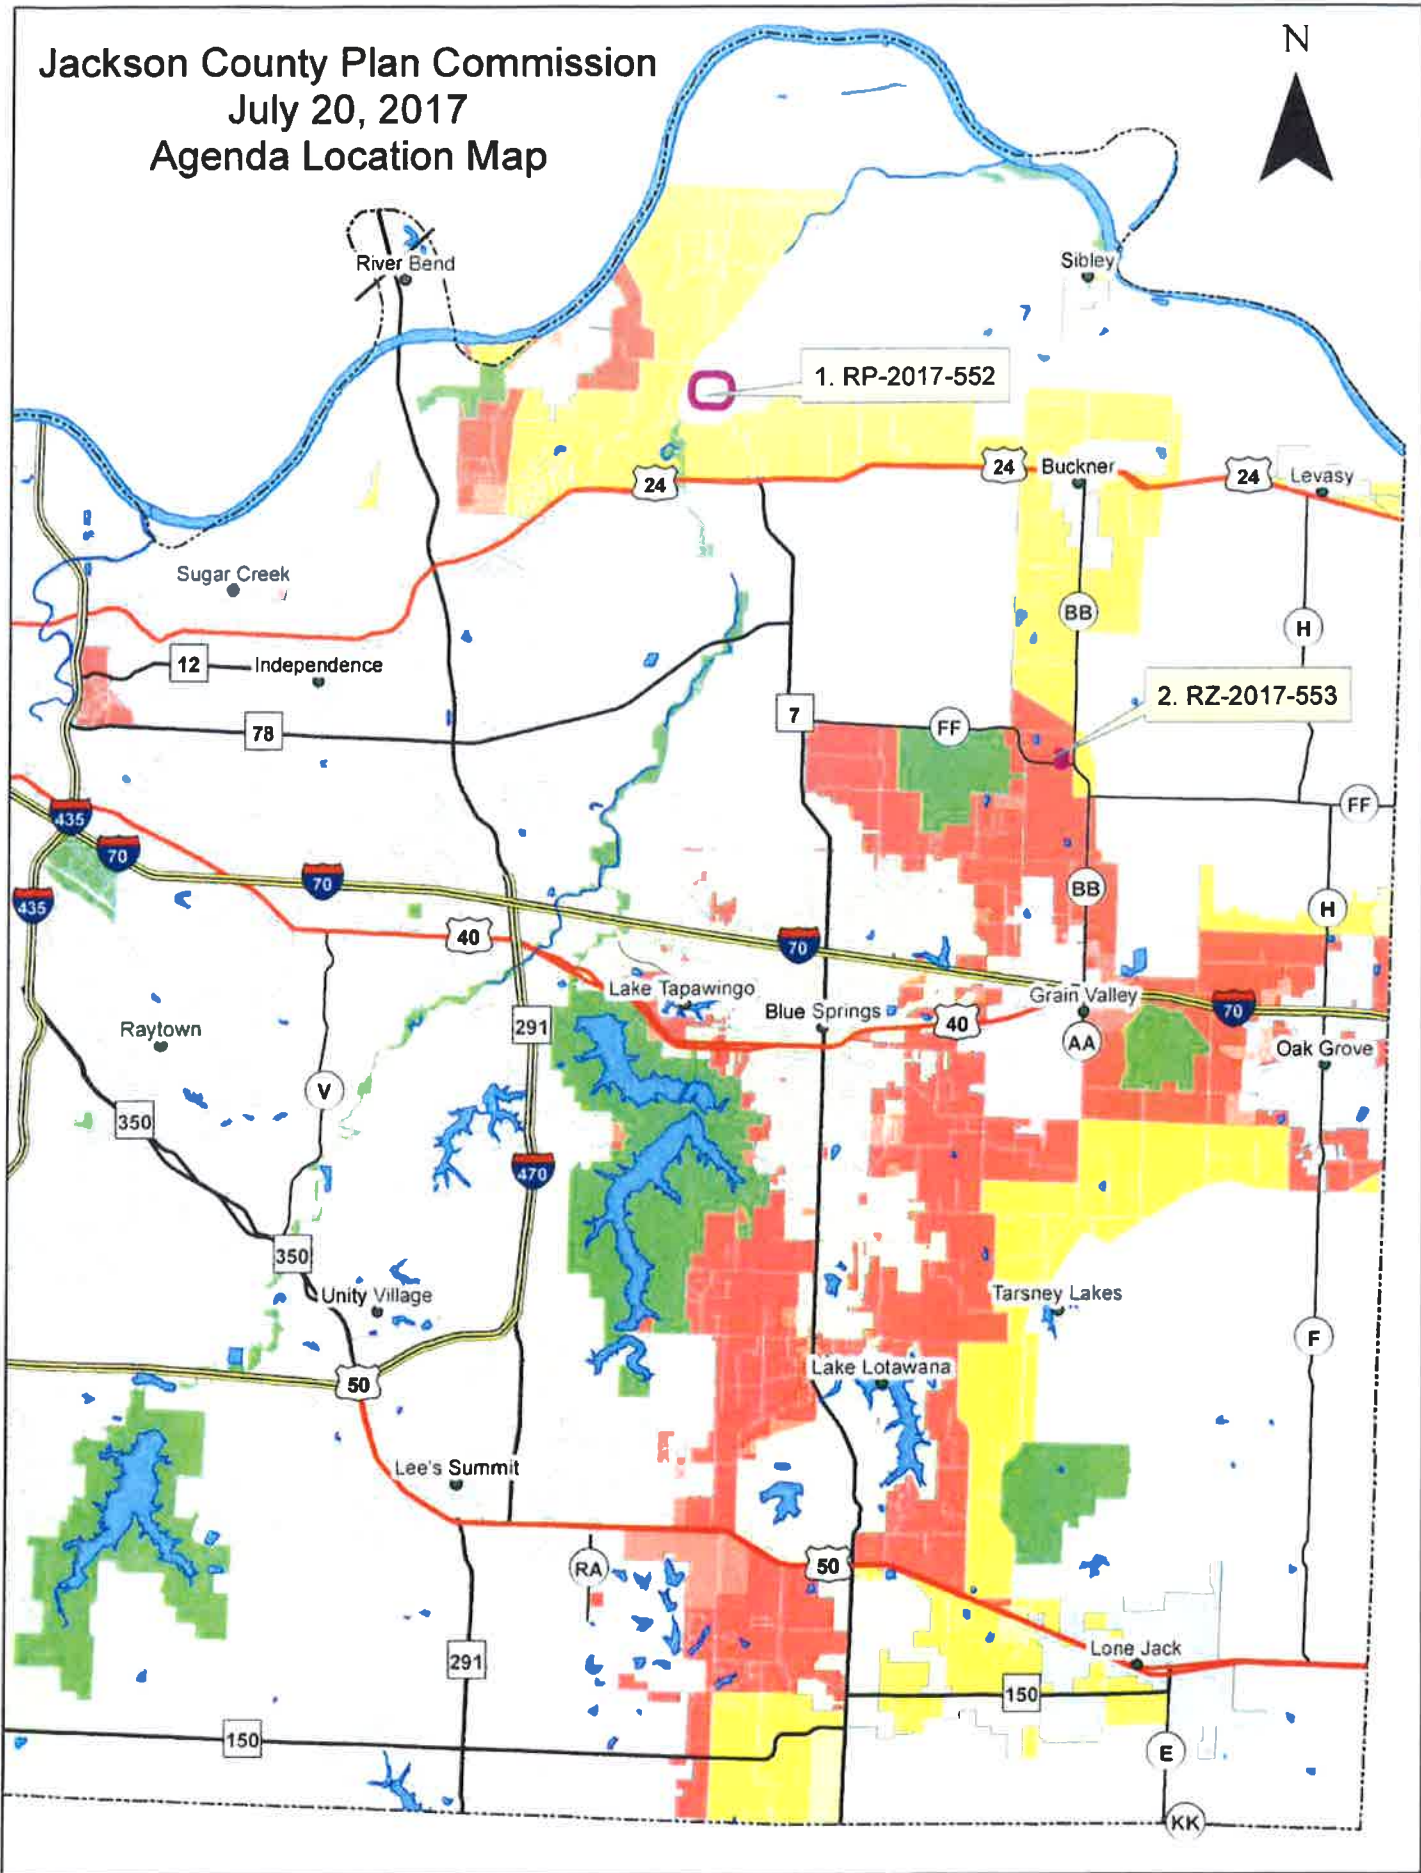 Jackson County Plan Commission
July 20, 2017
Agenda Location Map
N
River Bend
Sibley
1. RP-2017-552
24
24
Buckner
24
Levasy
Sugar Creek
BB
H
12
Independence
2. RZ-2017-553
7
FF
78
FF
435
70
70
BB
435
H
40
70
Lake Tapawingo
Grain Valley
Blue Springs
40
70
291
Raytown
AA
Oak Grove
V
350
470
350
Unity Village
Tarsney Lakes
F
Lake Lotawana
50
Lee's Summit
50
RA
Lone Jack
291
150
150
E
KK